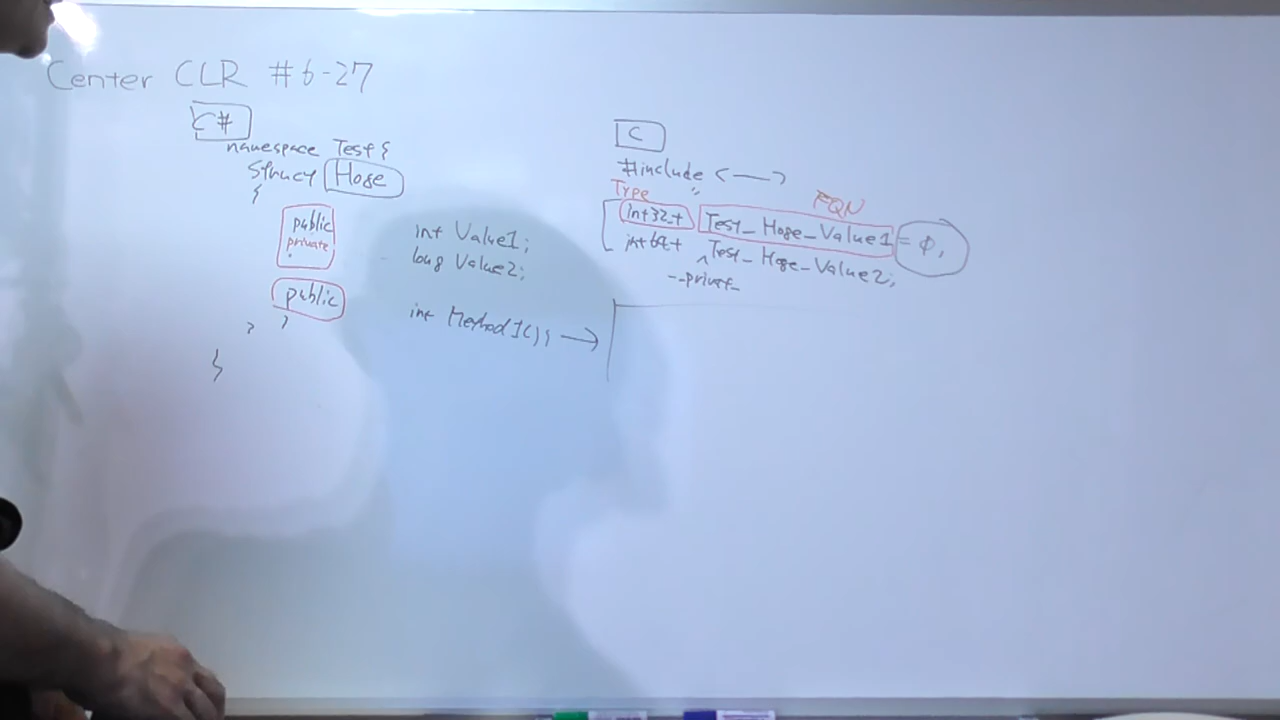 Center CLR #6-27
C#
namespace Test {
struct Hoge
{
public
private
int Value1;
long Value2;
public
int Method1() { →
}
}
}
C
#include < — >
Type
FQN
int32_t Test_Hoge_Value1 = 0,
int64_t Test_Hoge_Value2;
--private_